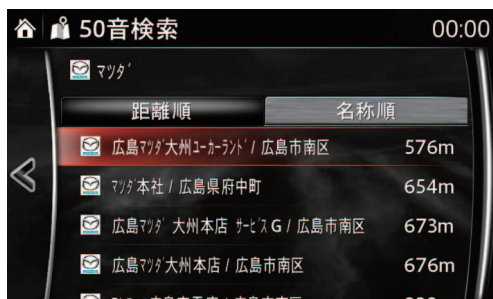 50音検索 00:00
マツダ
距離順 名称順
広島マツダ大州ユーカーランド / 広島市南区 576m
マツダ本社 / 広島県府中町 654m
広島マツダ 大州本店 サービスG / 広島市南区 673m
広島マツダ大州本店 / 広島市南区 676m